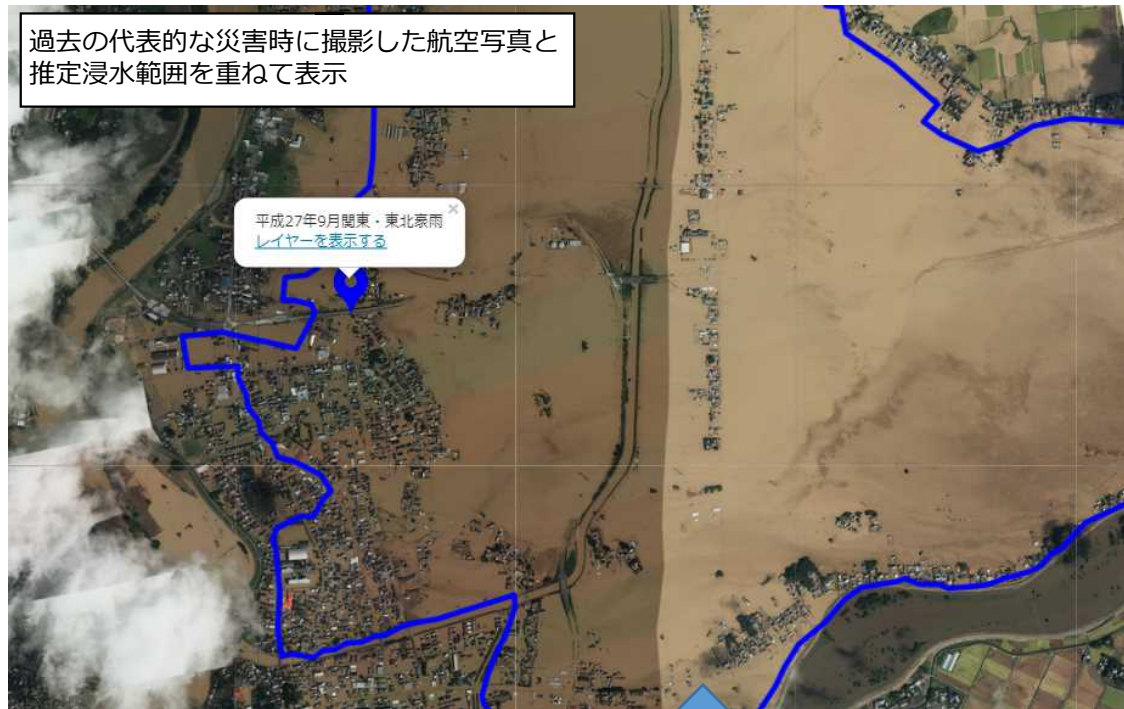 過去の代表的な災害時に撮影した航空写真と
推定浸水範囲を重ねて表示
平成27年9月関東・東北豪雨
レイヤーを表示する